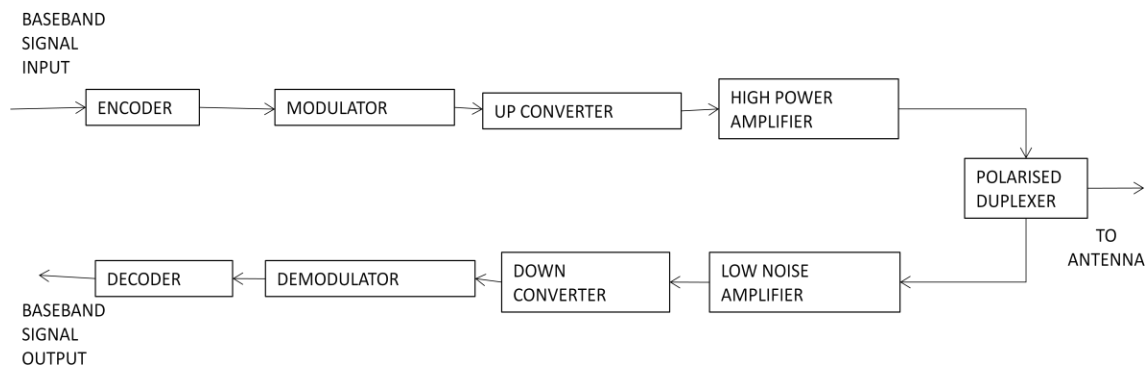 BASEBAND
SIGNAL
INPUT
ENCODER
MODULATOR
UP CONVERTER
HIGH POWER
AMPLIFIER
POLARISED
DUPLEXER
TO
ANTENNA
LOW NOISE
AMPLIFIER
DOWN
CONVERTER
DEMODULATOR
DECODER
BASEBAND
SIGNAL
OUTPUT